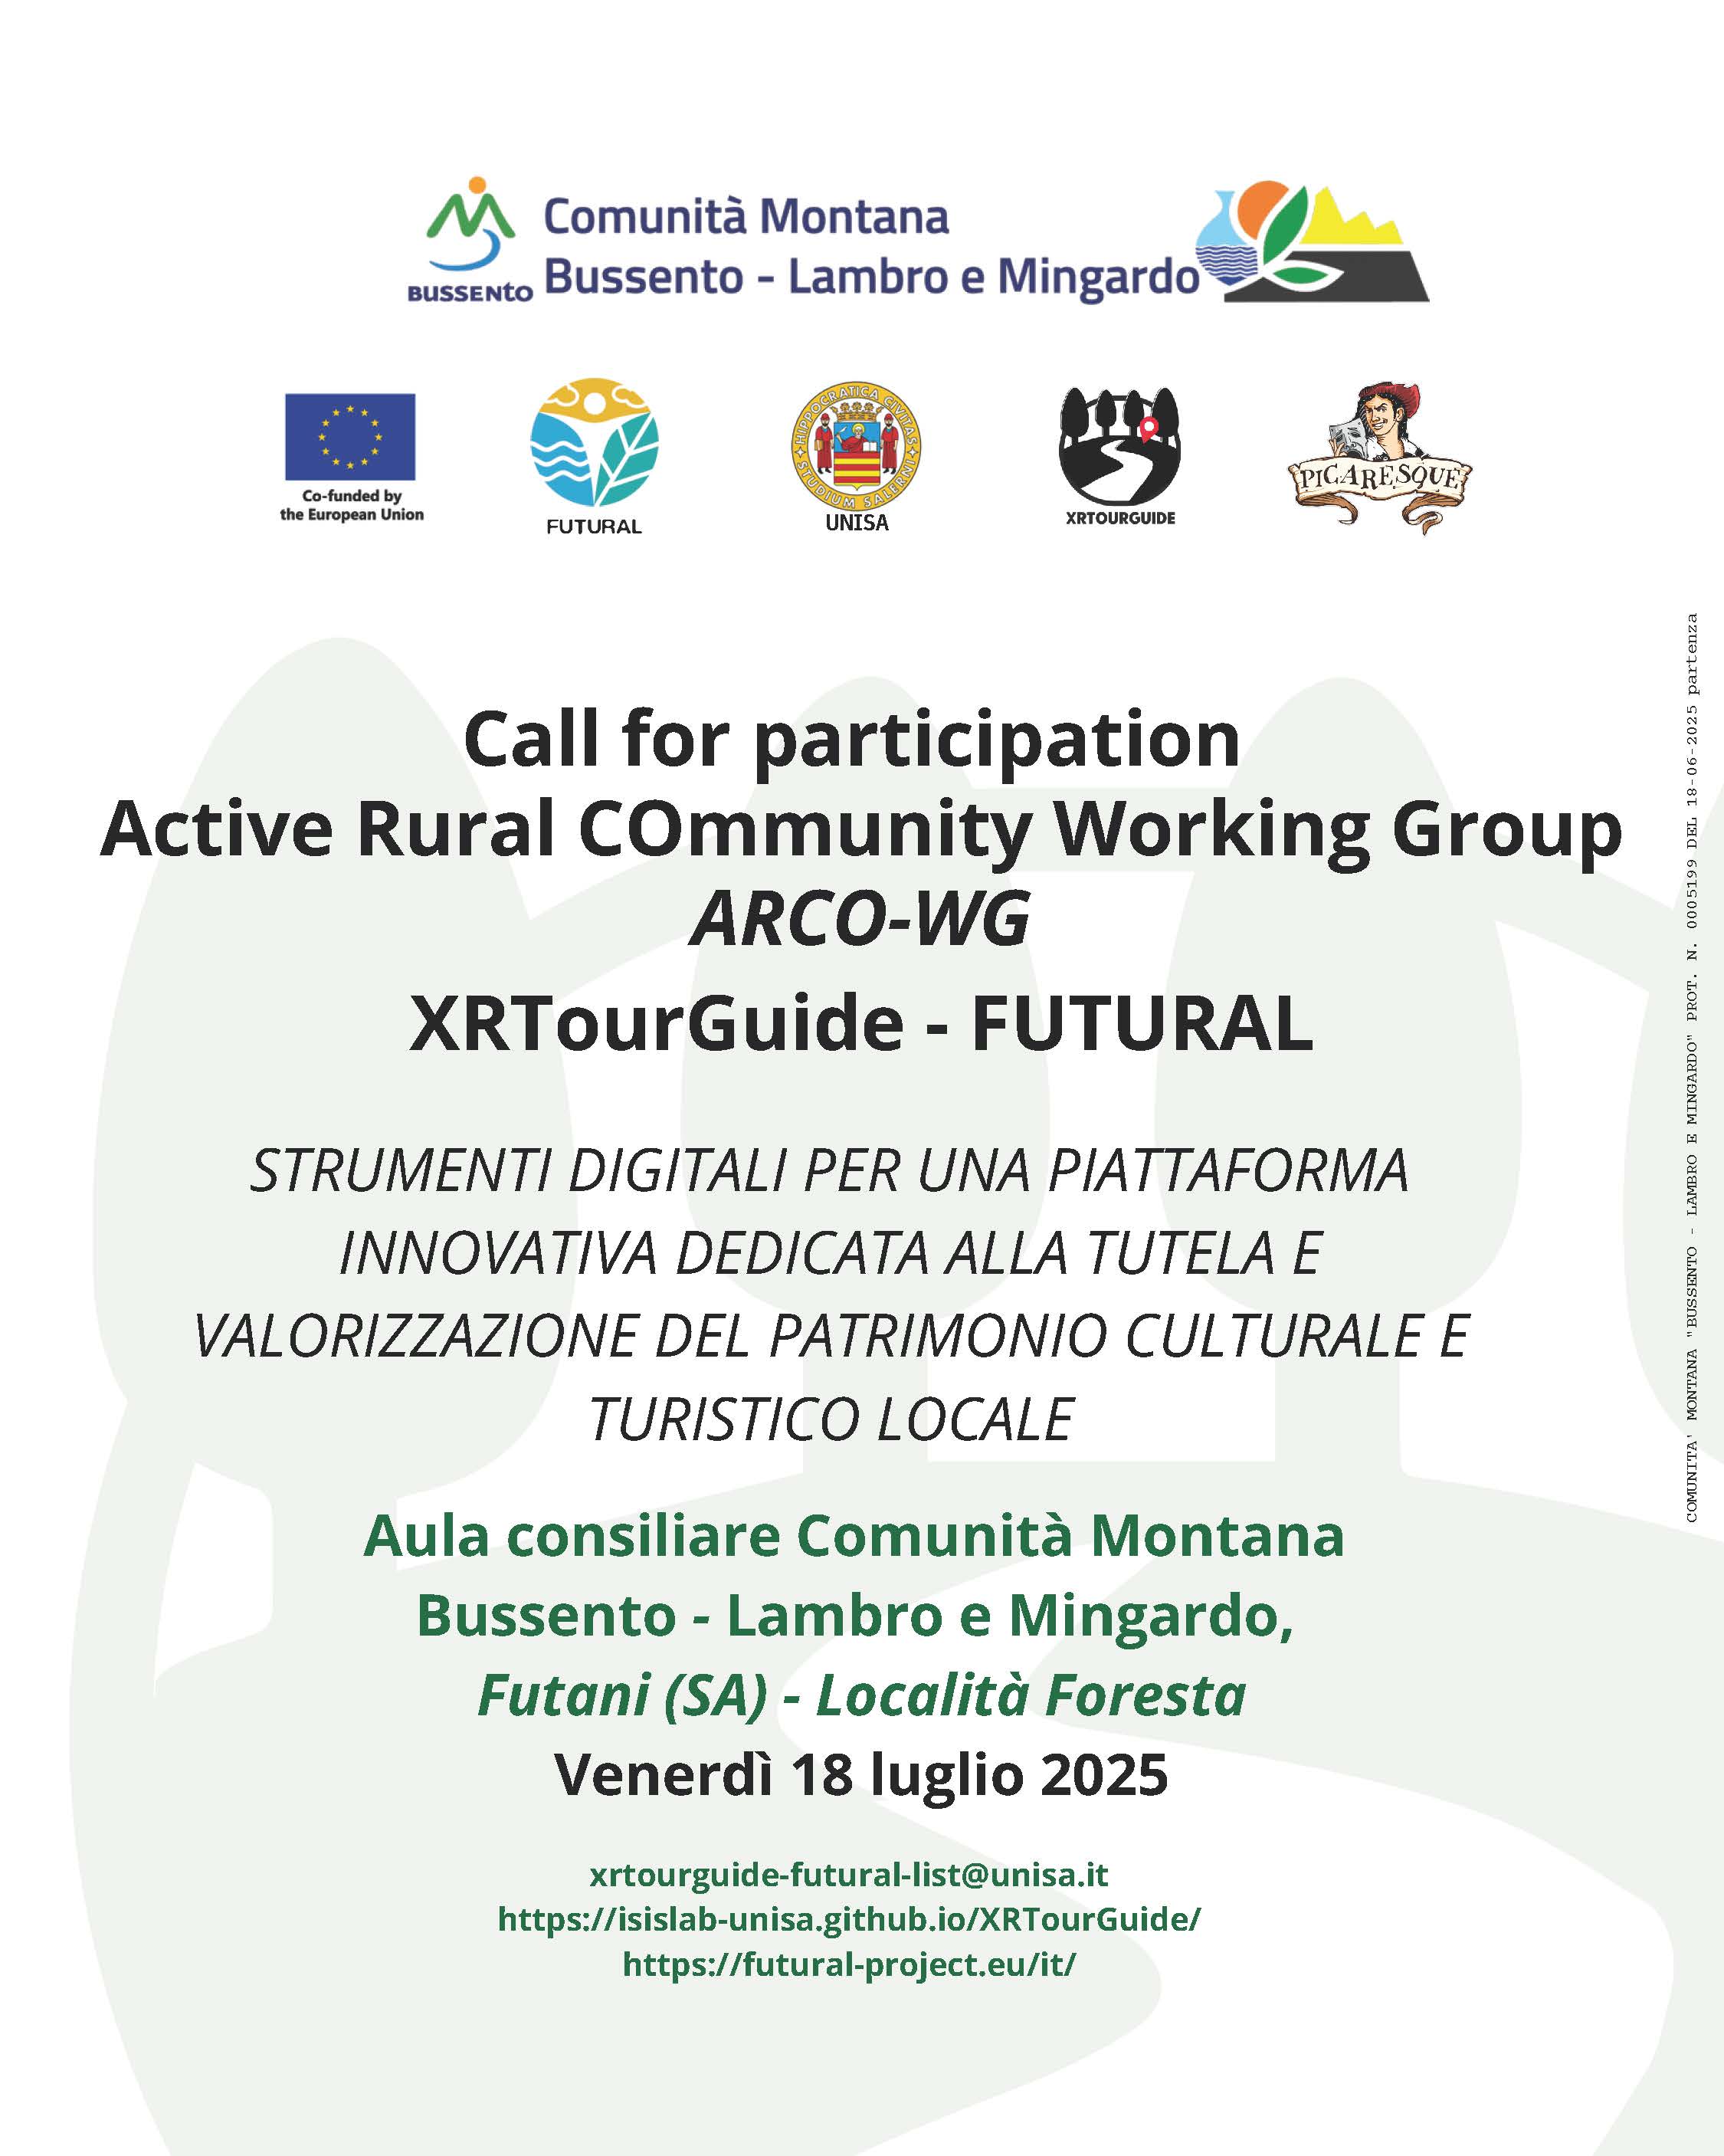 Comunità Montana
Bussento - Lambro e Mingardo
BUSSENto
Co-funded by
the European Union
FUTURAL
HIPPOCRATICA CIVITAS
STUDIUM SALERNI
UNISA
XRTOURGUIDE
PICARESQUE
Call for participation
Active Rural COmmunity Working Group
ARCO-WG
XRTourGuide - FUTURAL
STRUMENTI DIGITALI PER UNA PIATTAFORMA
INNOVATIVA DEDICATA ALLA TUTELA E
VALORIZZAZIONE DEL PATRIMONIO CULTURALE E
TURISTICO LOCALE
Aula consiliare Comunità Montana
Bussento - Lambro e Mingardo,
Futani (SA) - Località Foresta
Venerdì 18 luglio 2025
xrtourguide-futural-list@unisa.it
https://isislab-unisa.github.io/XRTourGuide/
https://futural-project.eu/it/
COMUNITA' MONTANA "BUSSENTO - LAMBRO E MINGARDO" PROT. N. 0005199 DEL 18-06-2025 partenza